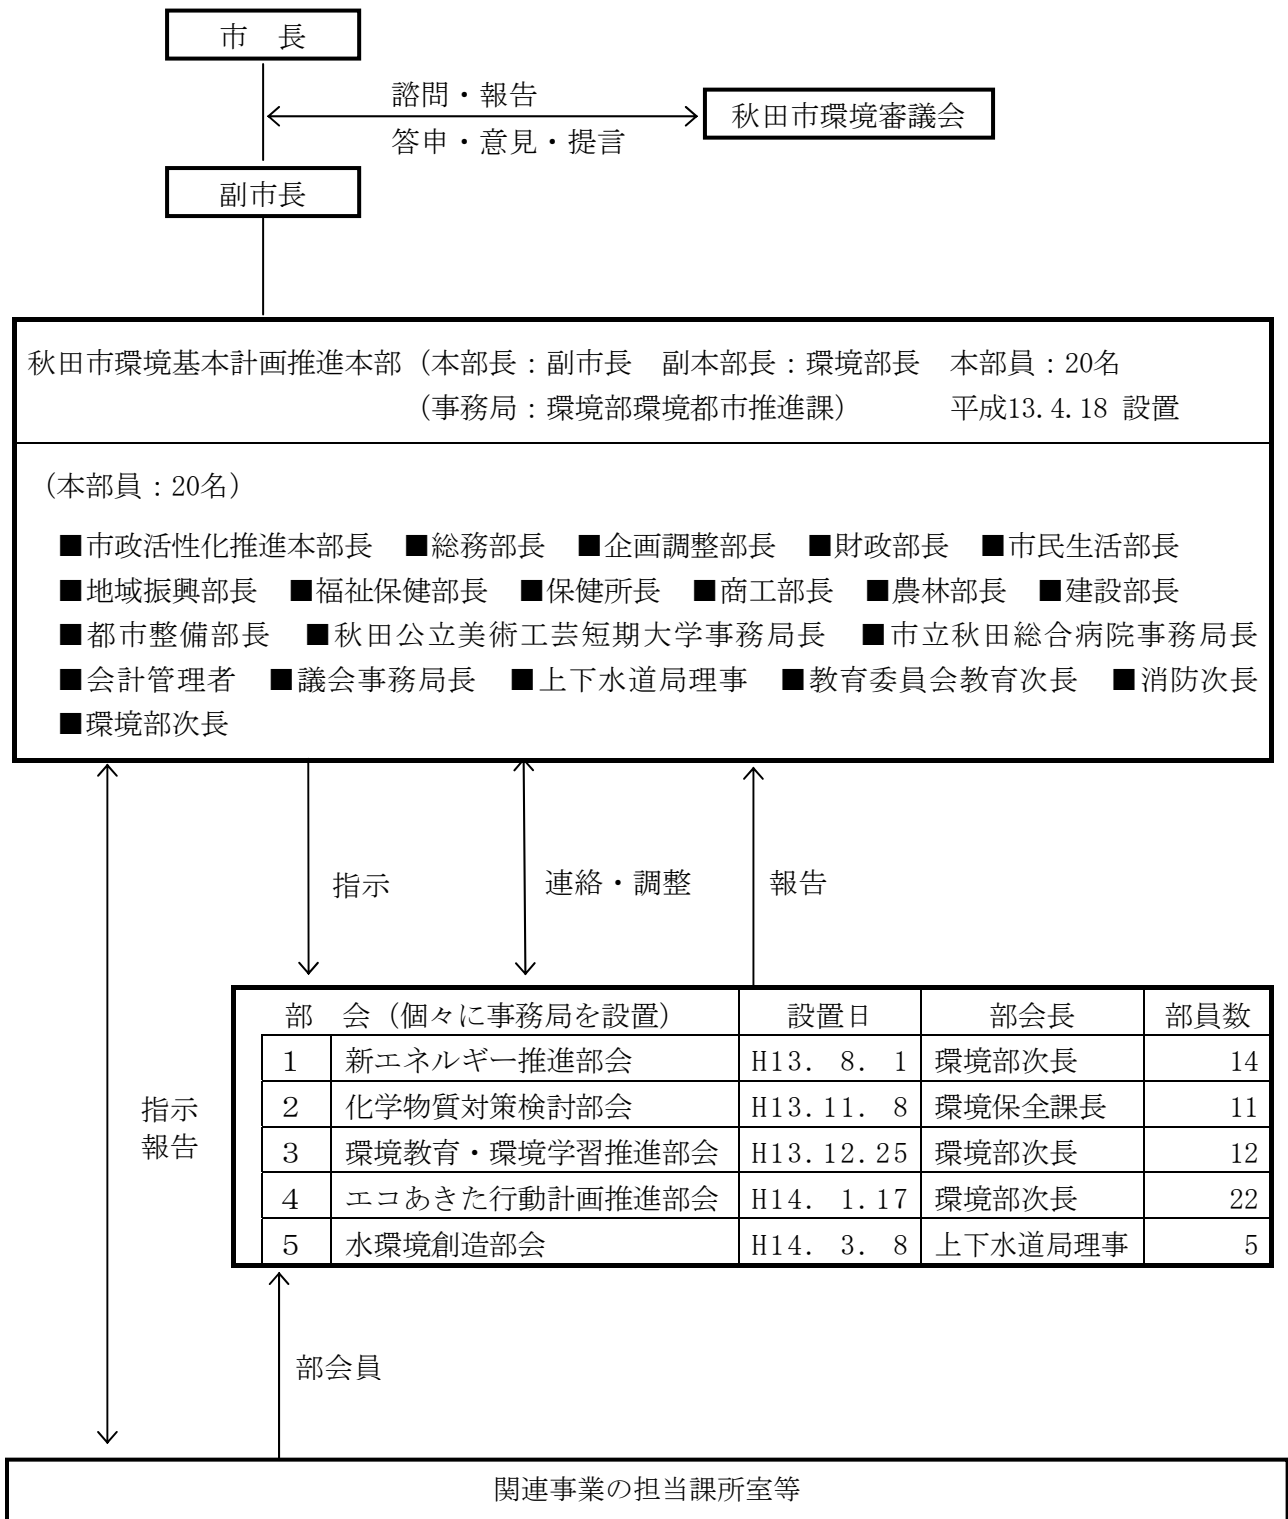 市　長
諮問・報告
秋田市環境審議会
答申・意見・提言
副市長
秋田市環境基本計画推進本部（本部長：副市長　副本部長：環境部長　本部員：20名
（事務局：環境部環境都市推進課）　平成13.4.18 設置
（本部員：20名）
■市政活性化推進本部長　■総務部長　■企画調整部長　■財政部長　■市民生活部長
■地域振興部長　■福祉保健部長　■保健所長　■商工部長　■農林部長　■建設部長
■都市整備部長　■秋田公立美術工芸短期大学事務局長　■市立秋田総合病院事務局長
■会計管理者　■議会事務局長　■上下水道局理事　■教育委員会教育次長　■消防次長
■環境部次長
指示　連絡・調整　報告
部　会（個々に事務局を設置）　設置日　部会長　部員数
1　新エネルギー推進部会　H13. 8. 1　環境部次長　14
2　化学物質対策検討部会　H13.11. 8　環境保全課長　11
3　環境教育・環境学習推進部会　H13.12.25　環境部次長　12
4　エコあきた行動計画推進部会　H14. 1.17　環境部次長　22
5　水環境創造部会　H14. 3. 8　上下水道局理事　5
指示
報告
部会員
関連事業の担当課所室等